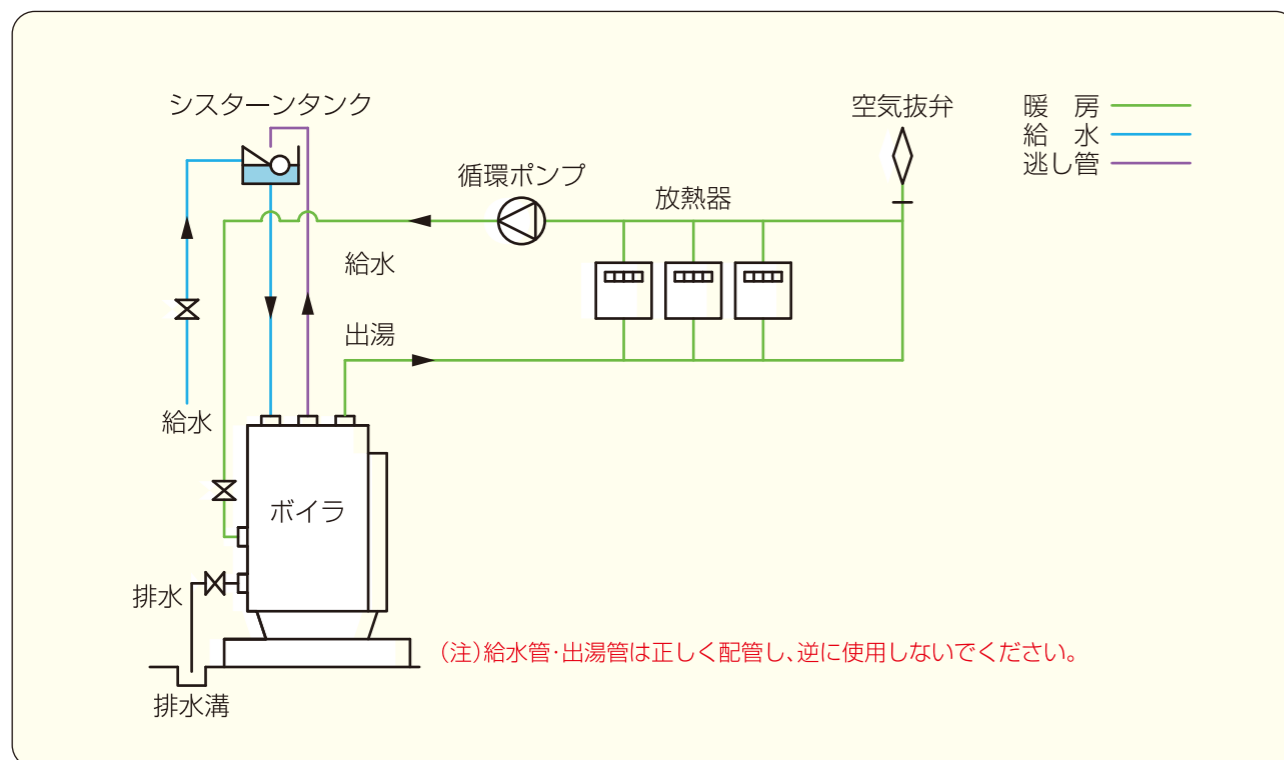 シスターンタンク
空気抜弁
暖　房
給　水
逃し管
循環ポンプ
放熱器
給水
出湯
給水
ボイラ
排水
(注)給水管・出湯管は正しく配管し、逆に使用しないでください。
排水溝